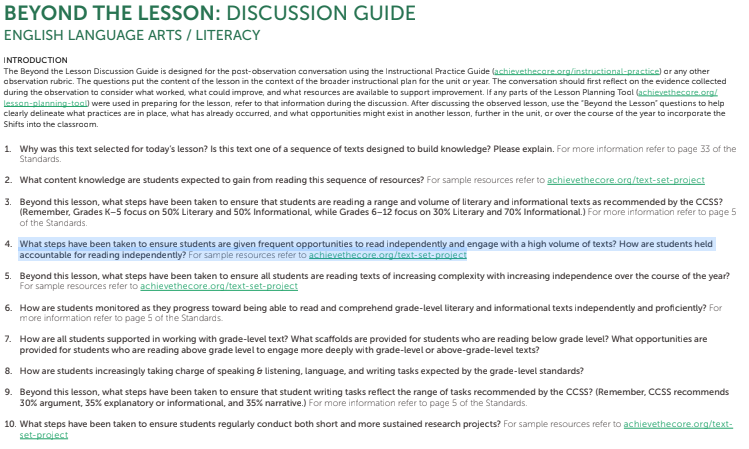 BEYOND THE LESSON: DISCUSSION GUIDE
ENGLISH LANGUAGE ARTS / LITERACY
INTRODUCTION
The Beyond the Lesson Discussion Guide is designed for the post-observation conversation using the Instructional Practice Guide (achievethecore.org/instructional-practice) or any other
observation rubric. The questions put the content of the lesson in the context of the broader instructional plan for the unit or year. The conversation should first reflect on the evidence collected
during the observation to consider what worked, what could improve, and what resources are available to support improvement. If any parts of the Lesson Planning Tool (achievethecore.org/
lesson-planning-tool) were used in preparing for the lesson, refer to that information during the discussion. After discussing the observed lesson, use the "Beyond the Lesson" questions to help
clearly delineate what practices are in place, what has already occurred, and what opportunities might exist in another lesson, further in the unit, or over the course of the year to incorporate the
Shifts into the classroom.
1. Why was this text selected for today's lesson? Is this text one of a sequence of texts designed to build knowledge? Please explain. For more information refer to page 33 of the
Standards.
2. What content knowledge are students expected to gain from reading this sequence of resources? For sample resources refer to achievethecore.org/text-set-project
3. Beyond this lesson, what steps have been taken to ensure that students are reading a range and volume of literary and informational texts as recommended by the CCSS?
(Remember, Grades K–5 focus on 50% Literary and 50% Informational, while Grades 6–12 focus on 30% Literary and 70% Informational.) For more information refer to page 5
of the Standards.
4. What steps have been taken to ensure students are given frequent opportunities to read independently and engage with a high volume of texts? How are students held
accountable for reading independently? For sample resources refer to achievethecore.org/text-set-project
5. Beyond this lesson, what steps have been taken to ensure all students are reading texts of increasing complexity with increasing independence over the course of the year?
For sample resources refer to achievethecore.org/text-set-project
6. How are students monitored as they progress toward being able to read and comprehend grade-level literary and informational texts independently and proficiently? For
more information refer to page 5 of the Standards.
7. How are all students supported in working with grade-level text? What scaffolds are provided for students who are reading below grade level? What opportunities are
provided for students who are reading above grade level to engage more deeply with grade-level or above-grade-level texts?
8. How are students increasingly taking charge of speaking & listening, language, and writing tasks expected by the grade-level standards?
9. Beyond this lesson, what steps have been taken to ensure that student writing tasks reflect the range of tasks recommended by the CCSS? (Remember, CCSS recommends
30% argument, 35% explanatory or informational, and 35% narrative.) For more information refer to page 5 of the Standards.
10. What steps have been taken to ensure students regularly conduct both short and more sustained research projects? For sample resources refer to achievethecore.org/text-
set-project